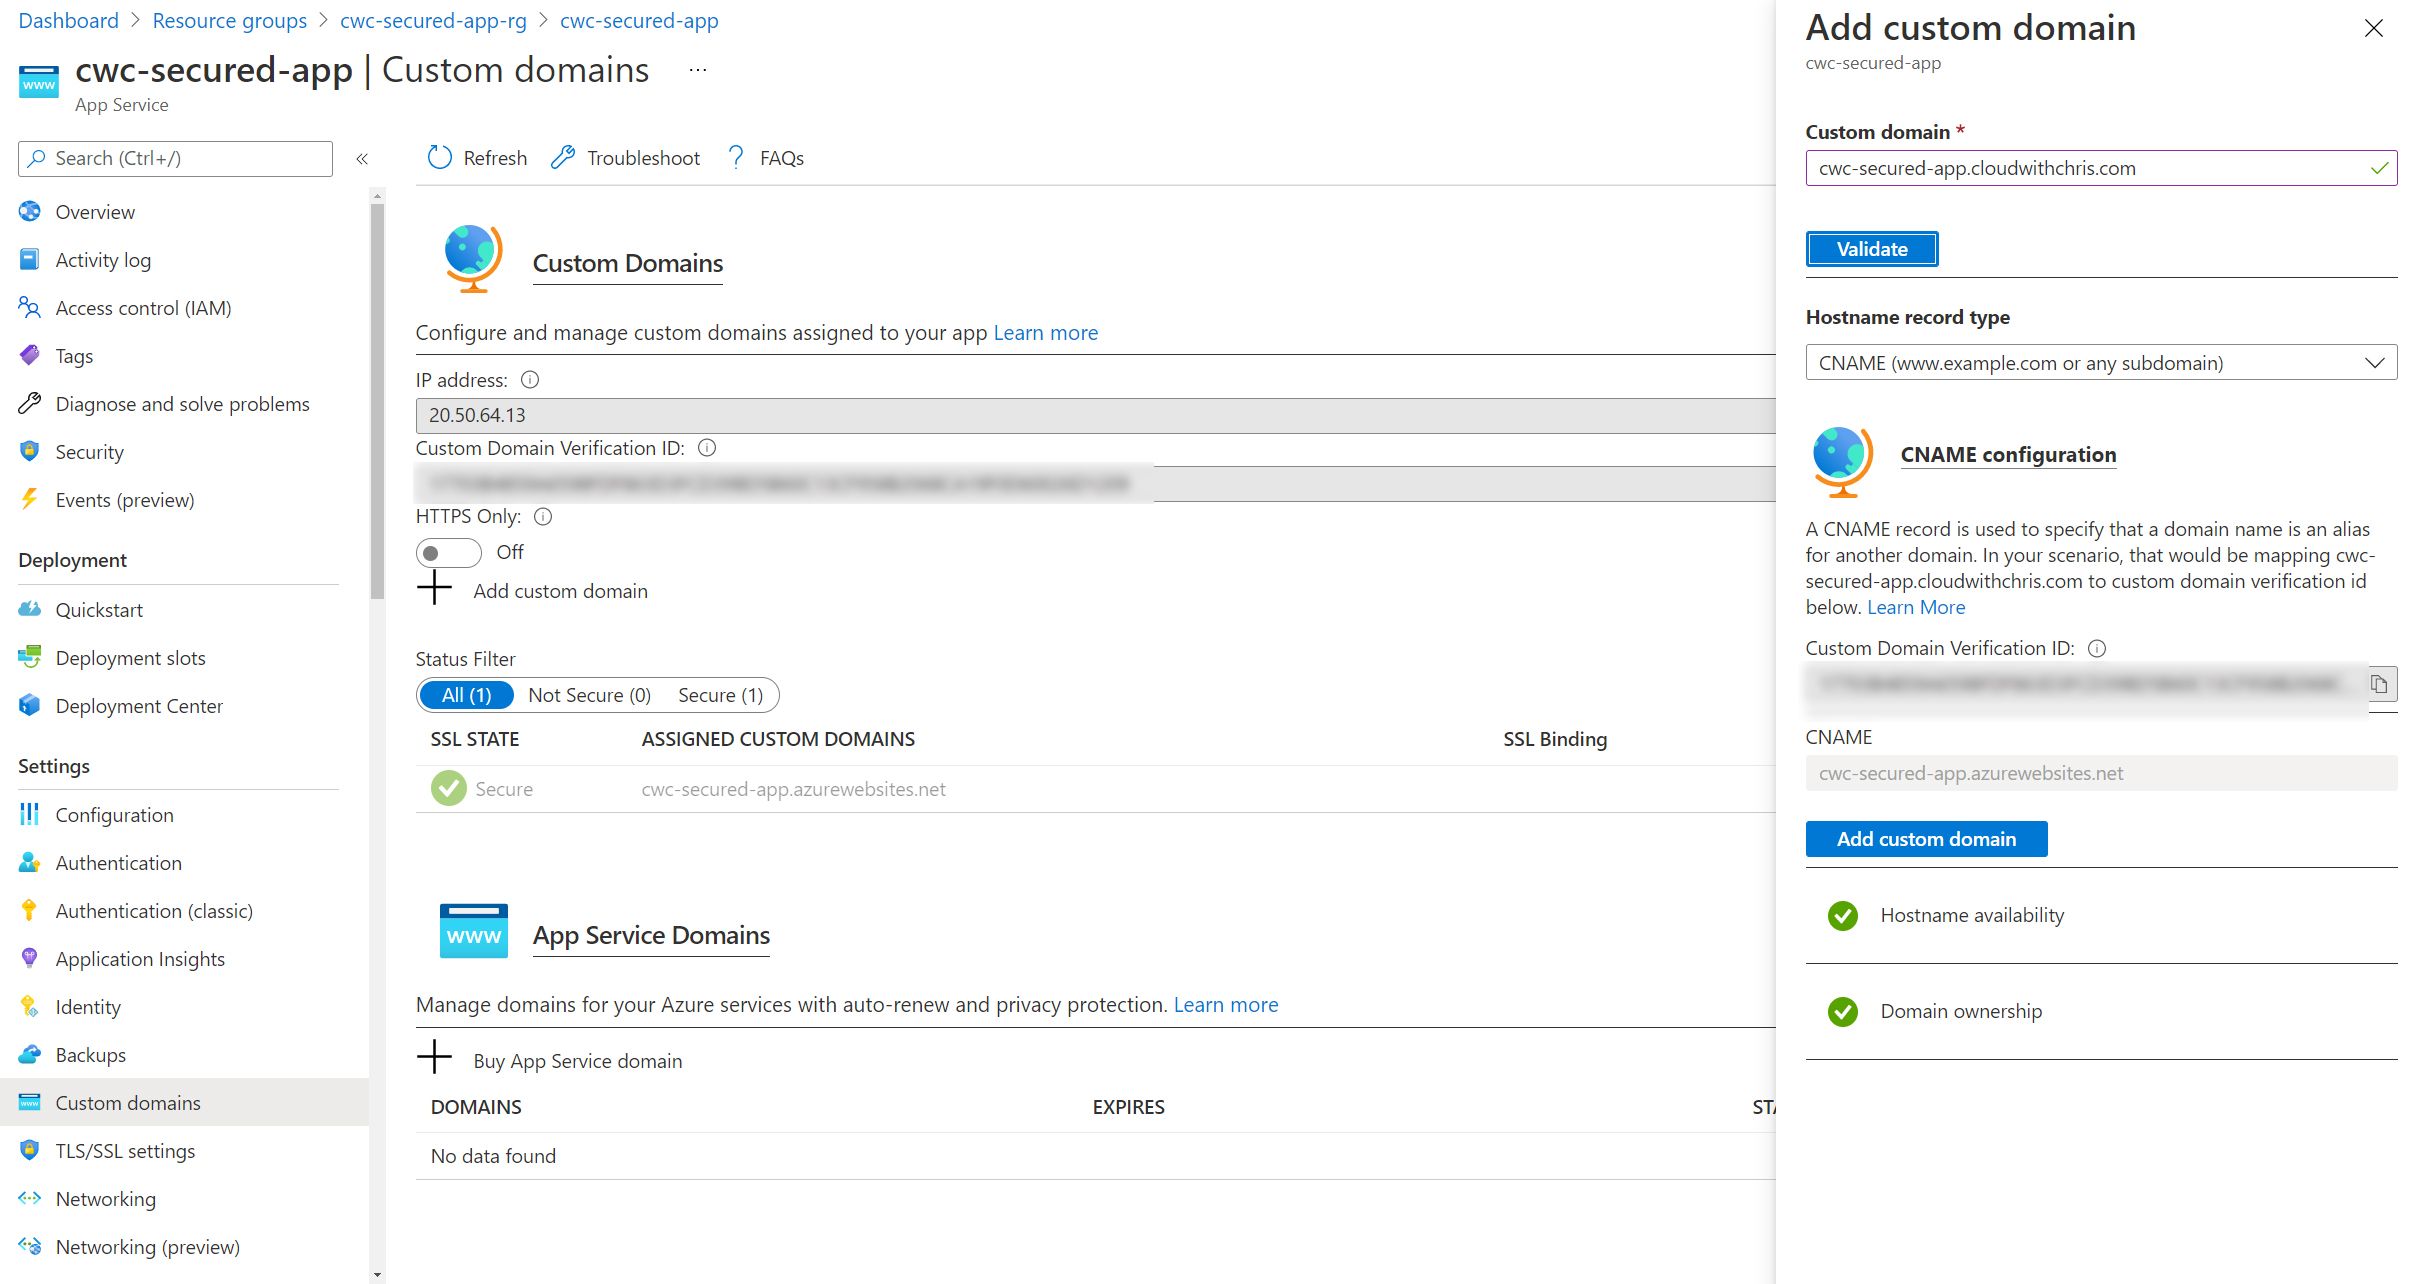 Dashboard > Resource groups > cwc-secured-app-rg > cwc-secured-app
www
cwc-secured-app | Custom domains ...
App Service
Search (Ctrl+/) «
Overview
Activity log
Access control (IAM)
Tags
Diagnose and solve problems
Security
Events (preview)
Deployment
Quickstart
Deployment slots
Deployment Center
Settings
Configuration
Authentication
Authentication (classic)
Application Insights
Identity
Backups
Custom domains
TLS/SSL settings
Networking
Networking (preview)
Refresh Troubleshoot ? FAQs
Custom Domains
Configure and manage custom domains assigned to your app Learn more
IP address:
20.50.64.13
Custom Domain Verification ID:
HTTPS Only:
Off
+ Add custom domain
Status Filter
All (1) Not Secure (0) Secure (1)
SSL STATE ASSIGNED CUSTOM DOMAINS SSL Binding
Secure cwc-secured-app.azurewebsites.net
www
App Service Domains
Manage domains for your Azure services with auto-renew and privacy protection. Learn more
+ Buy App Service domain
DOMAINS EXPIRES STA
No data found
Add custom domain
cwc-secured-app
Custom domain *
cwc-secured-app.cloudwithchris.com
Validate
Hostname record type
CNAME (www.example.com or any subdomain)
CNAME configuration
A CNAME record is used to specify that a domain name is an alias
for another domain. In your scenario, that would be mapping cwc-
secured-app.cloudwithchris.com to custom domain verification id
below. Learn More
Custom Domain Verification ID:
CNAME
cwc-secured-app.azurewebsites.net
Add custom domain
Hostname availability
Domain ownership